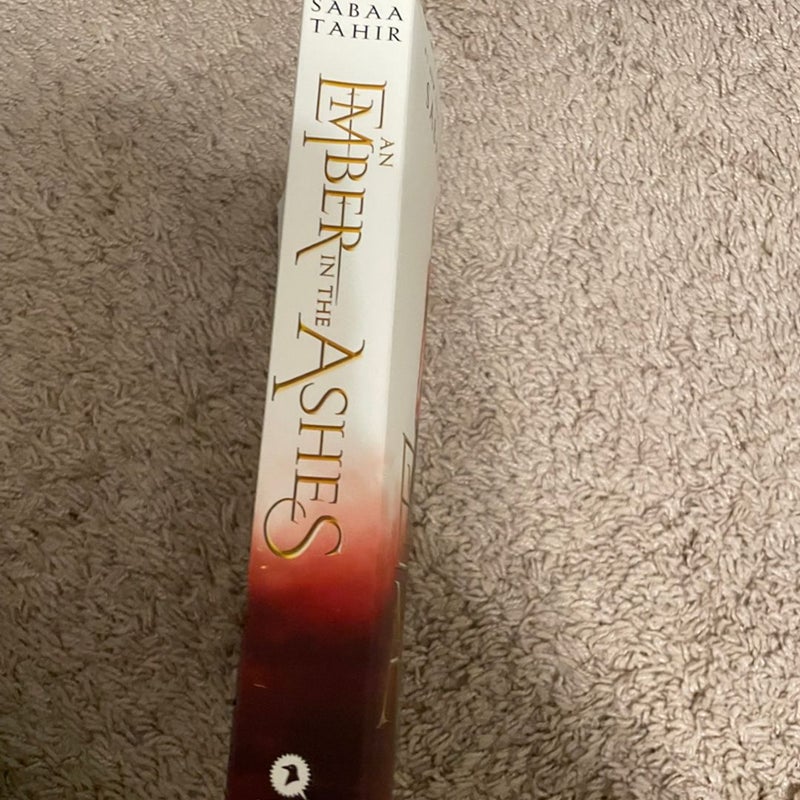 SABAA
TAHIR
AN
EMBER
IN THE
ASHES